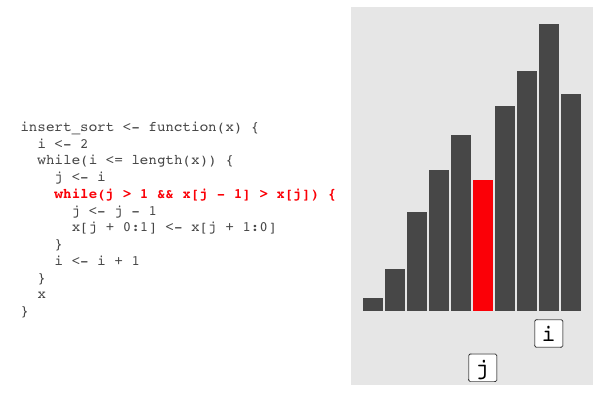 insert_sort <- function(x) {
  i <- 2
  while(i <= length(x)) {
    j <- i
    while(j > 1 && x[j - 1] > x[j]) {
      j <- j - 1
      x[j + 0:1] <- x[j + 1:0]
    }
    i <- i + 1
  }
  x
}
i
j